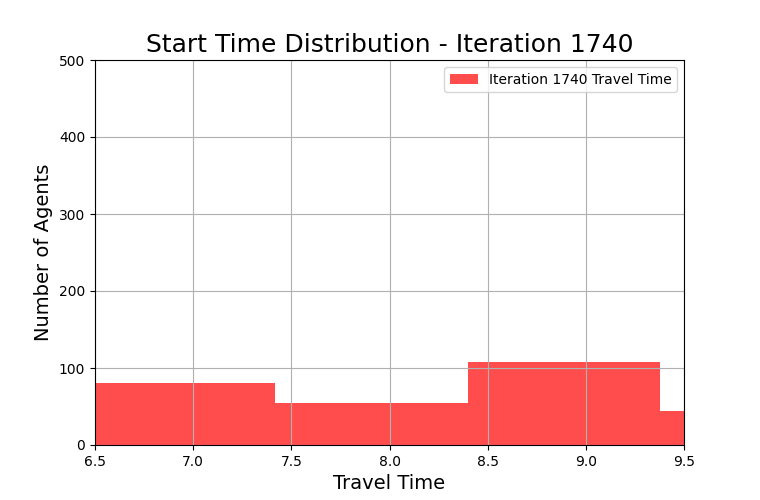 Start Time Distribution - Iteration 1740
Iteration 1740 Travel Time
Number of Agents
500
400
300
200
100
0
6.5 7.0 7.5 8.0 8.5 9.0 9.5
Travel Time